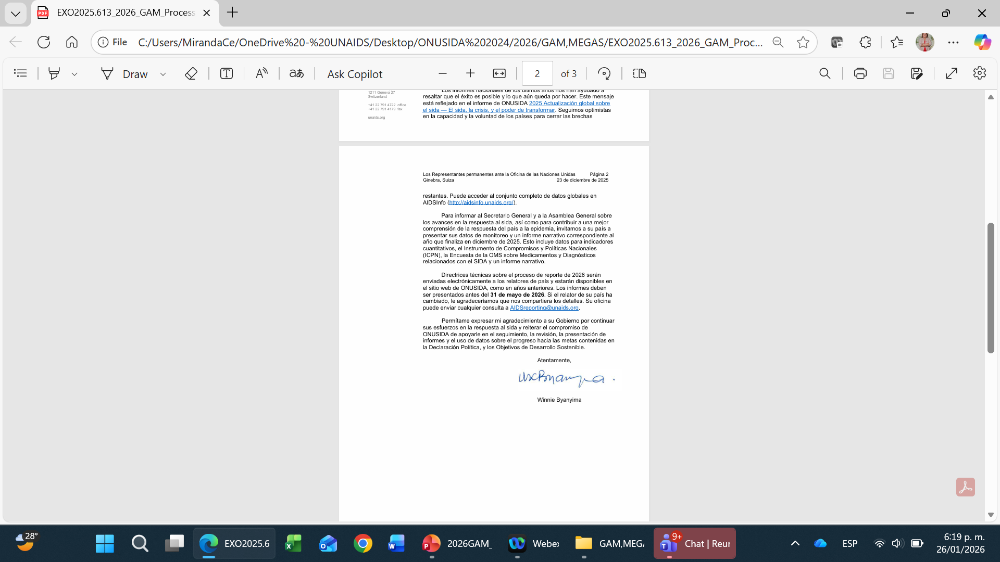 EXO2025.613_2026_GAM_Process
File
C:/Users/MirandaCe/OneDrive%20-%20UNAIDS/Desktop/ONUSIDA%202024/2026/GAM,MEGAS/EXO2025.613_2026_GAM_Proc...
Draw
aあ
Ask Copilot
2 of 3
1211 Geneva 27
Switzerland
+41 22 791 4722 office
+41 22 791 4179 fax
unaids.org
Los informes nacionales de los últimos años nos han ayudado a
resaltar que el éxito es posible y lo que aún queda por hacer. Este mensaje
está reflejado en el informe de ONUSIDA 2025 Actualización global sobre
el sida — El sida, la crisis, y el poder de transformar. Seguimos optimistas
en la capacidad y la voluntad de los países para cerrar las brechas
Los Representantes permanentes ante la Oficina de las Naciones Unidas Página 2
Ginebra, Suiza 23 de diciembre de 2025
restantes. Puede acceder al conjunto completo de datos globales en
AIDSInfo (http://aidsinfo.unaids.org/).
Para informar al Secretario General y a la Asamblea General sobre
los avances en la respuesta al sida, así como para contribuir a una mejor
comprensión de la respuesta del país a la epidemia, invitamos a su país a
presentar sus datos de monitoreo y un informe narrativo correspondiente al
año que finaliza en diciembre de 2025. Esto incluye datos para indicadores
cuantitativos, el Instrumento de Compromisos y Políticas Nacionales
(ICPN), la Encuesta de la OMS sobre Medicamentos y Diagnósticos
relacionados con el SIDA y un informe narrativo.
Directrices técnicas sobre el proceso de reporte de 2026 serán
enviadas electrónicamente a los relatores de país y estarán disponibles en
el sitio web de ONUSIDA, como en años anteriores. Los informes deben
ser presentados antes del 31 de mayo de 2026. Si el relator de su país ha
cambiado, le agradeceríamos que nos compartiera los detalles. Su oficina
puede enviar cualquier consulta a AIDSreporting@unaids.org.
Permítame expresar mi agradecimiento a su Gobierno por continuar
sus esfuerzos en la respuesta al sida y reiterar el compromiso de
ONUSIDA de apoyarle en el seguimiento, la revisión, la presentación de
informes y el uso de datos sobre el progreso hacia las metas contenidas en
la Declaración Política, y los Objetivos de Desarrollo Sostenible.
Atentamente,
Winnie Byanyima
28°
EXO2025.6
2026GAM_
Webex
GAM,MEGA
9+
Chat | Reur
ESP
6:19 p. m.
26/01/2026